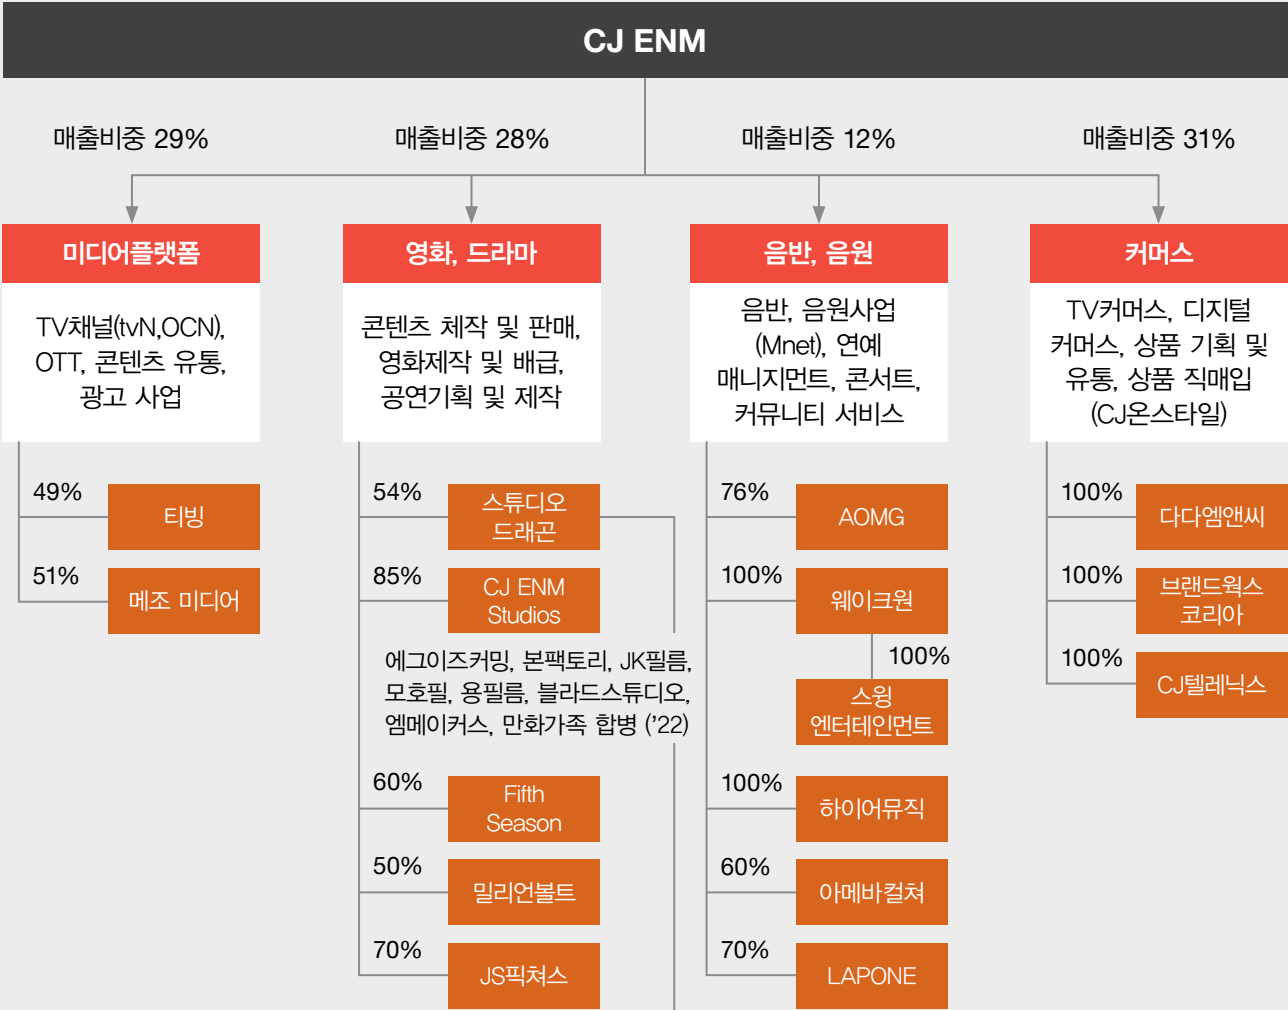 CJ ENM
매출비중 29%
매출비중 28%
매출비중 12%
매출비중 31%
미디어플랫폼
TV채널(tvN,OCN),
OTT, 콘텐츠 유통,
광고 사업
49%
티빙
51%
메조 미디어
영화, 드라마
콘텐츠 체작 및 판매,
영화제작 및 배급,
공연기획 및 제작
54%
스튜디오
드래곤
85%
CJ ENM
Studios
에그이즈커밍, 본팩토리, JK필름,
모호필, 용필름, 블라드스튜디오,
엠메이커스, 만화가족 합병 (’22)
60%
Fifth
Season
50%
밀리언볼트
70%
JS픽쳐스
음반, 음원
음반, 음원사업
(Mnet), 연예
매니지먼트, 콘서트,
커뮤니티 서비스
76%
AOMG
100%
웨이크원
100%
스윙
엔터테인먼트
100%
하이어뮤직
60%
아메바컬쳐
70%
LAPONE
커머스
TV커머스, 디지털
커머스, 상품 기획 및
유통, 상품 직매입
(CJ온스타일)
100%
다다엠앤씨
100%
브랜드웍스
코리아
100%
CJ텔레닉스